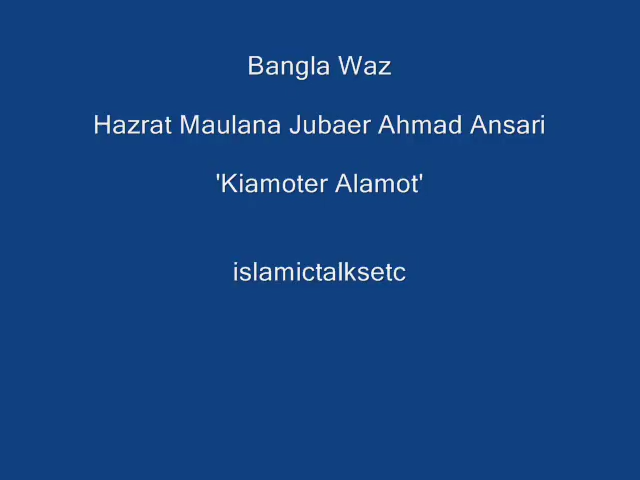 Bangla Waz
Hazrat Maulana Jubaer Ahmad Ansari
'Kiamoter Alamot'
islamictalksetc